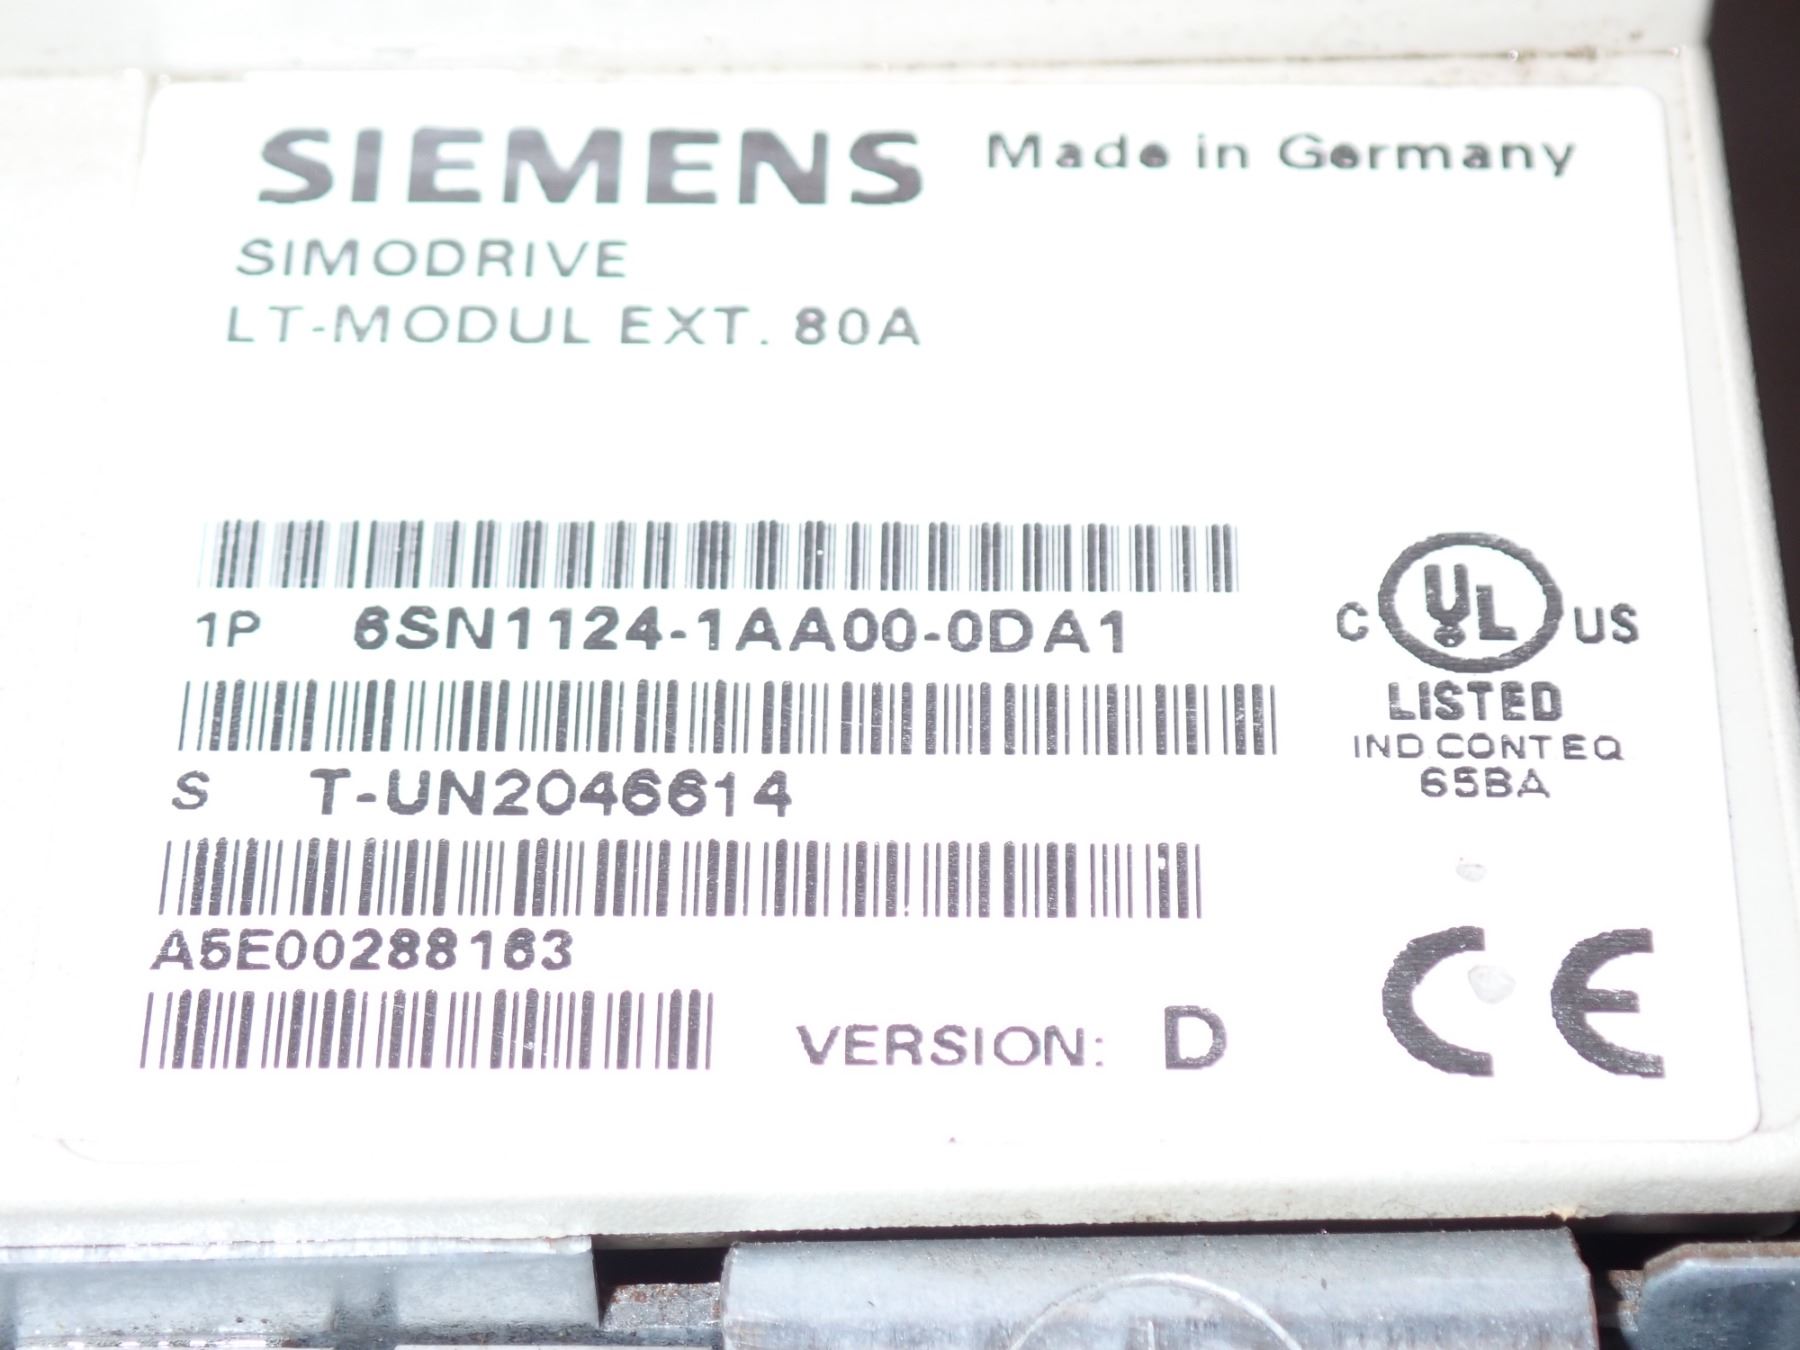 SIEMENS Made in Germany
SIMODRIVE
LT-MODUL EXT. 80A
1P 6SN1124-1AA00-0DA1
C UL US
LISTED
IND CONT EQ
65BA
S T-UN2046614
A5E00288163
VERSION: D
CE